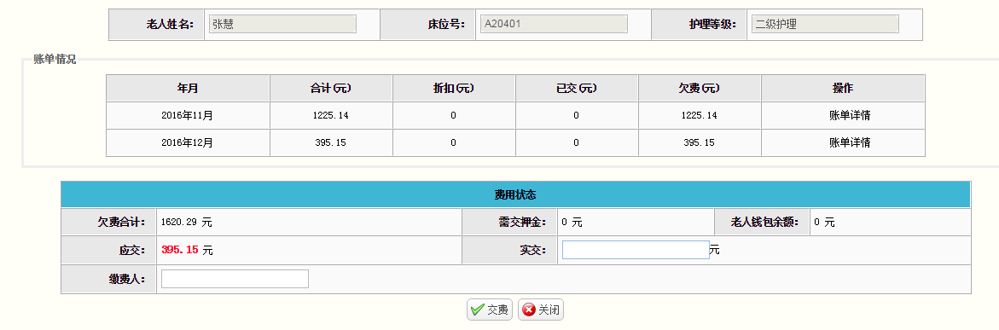 老人姓名： 张慧 床位号： A20401 护理等级： 二级护理
账单情况
年月 合计(元) 折扣(元) 已交(元) 欠费(元) 操作
2016年11月 1225.14 0 0 1225.14 账单详情
2016年12月 395.15 0 0 395.15 账单详情
费用状态
欠费合计： 1620.29 元 需交押金： 0 元 老人钱包余额： 0 元
应交： 395.15 元 实交： 元
缴费人：
交费 关闭